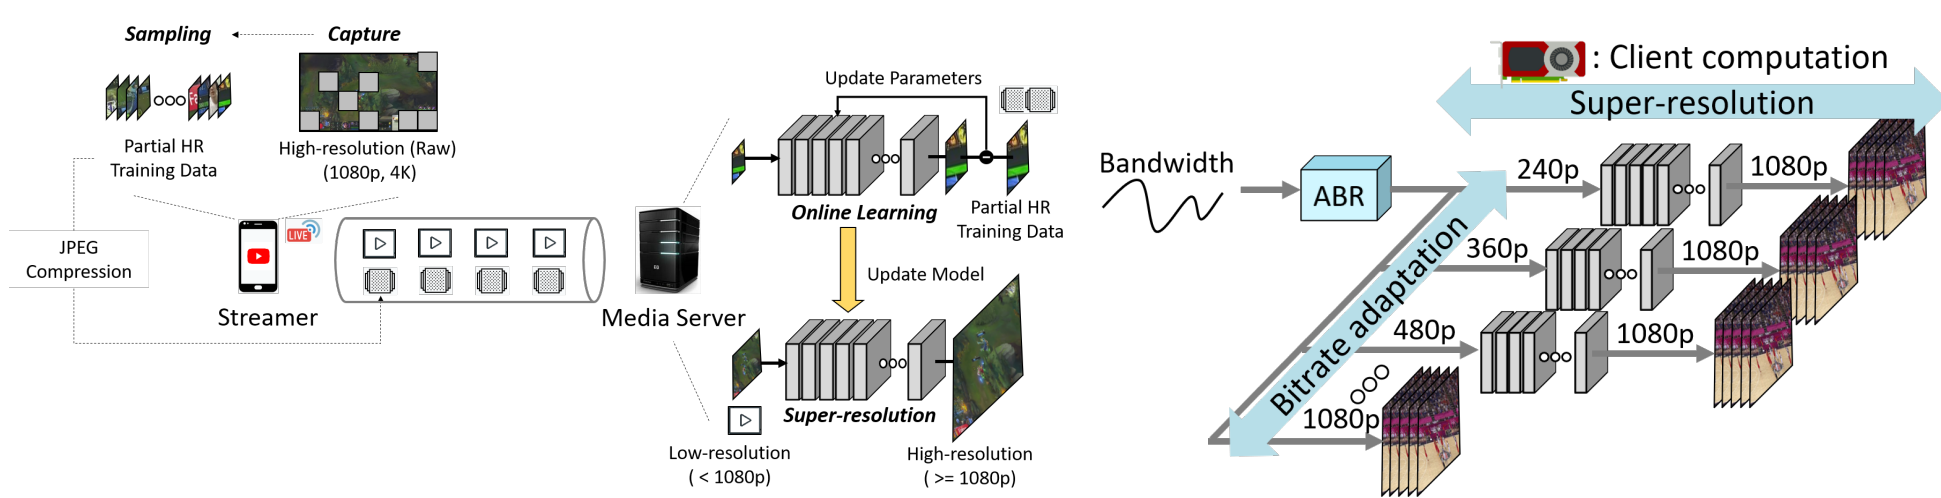 Sampling
Capture
Partial HR
Training Data
High-resolution (Raw)
(1080p, 4K)
JPEG
Compression
LIVE
Streamer
Media Server
Update Parameters
Online Learning
Partial HR
Training Data
Update Model
Super-resolution
Low-resolution
( < 1080p)
High-resolution
( >= 1080p)
: Client computation
Super-resolution
Bandwidth
ABR
Bitrate adaptation
240p
1080p
360p
1080p
480p
1080p
1080p